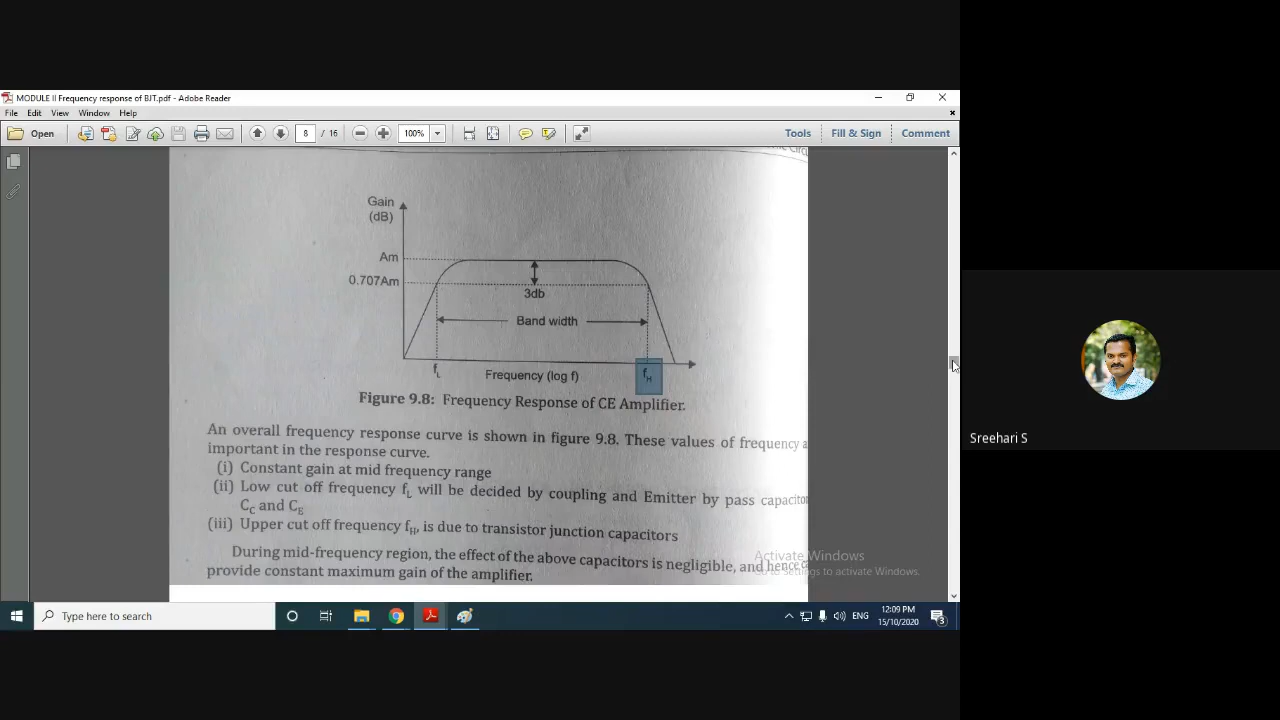 MODULE II Frequency response of BJT.pdf - Adobe Reader
File Edit View Window Help
Open 8 / 16 100% Tools Fill & Sign Comment
Gain
(dB)
Am
0.707Am
3db
Band width
fL Frequency (log f) fH
Figure 9.8: Frequency Response of CE Amplifier.
An overall frequency response curve is shown in figure 9.8. These values of frequency a
important in the response curve.
(i) Constant gain at mid frequency range
(ii) Low cut off frequency fL will be decided by coupling and Emitter by pass capacitor
CC and CE
(iii) Upper cut off frequency fH, is due to transistor junction capacitors
During mid-frequency region, the effect of the above capacitors is negligible, and hence
provide constant maximum gain of the amplifier.
Activate Windows
Go to Settings to activate Windows.
Sreehari S
Type here to search
ENG
12:09 PM
15/10/2020
3